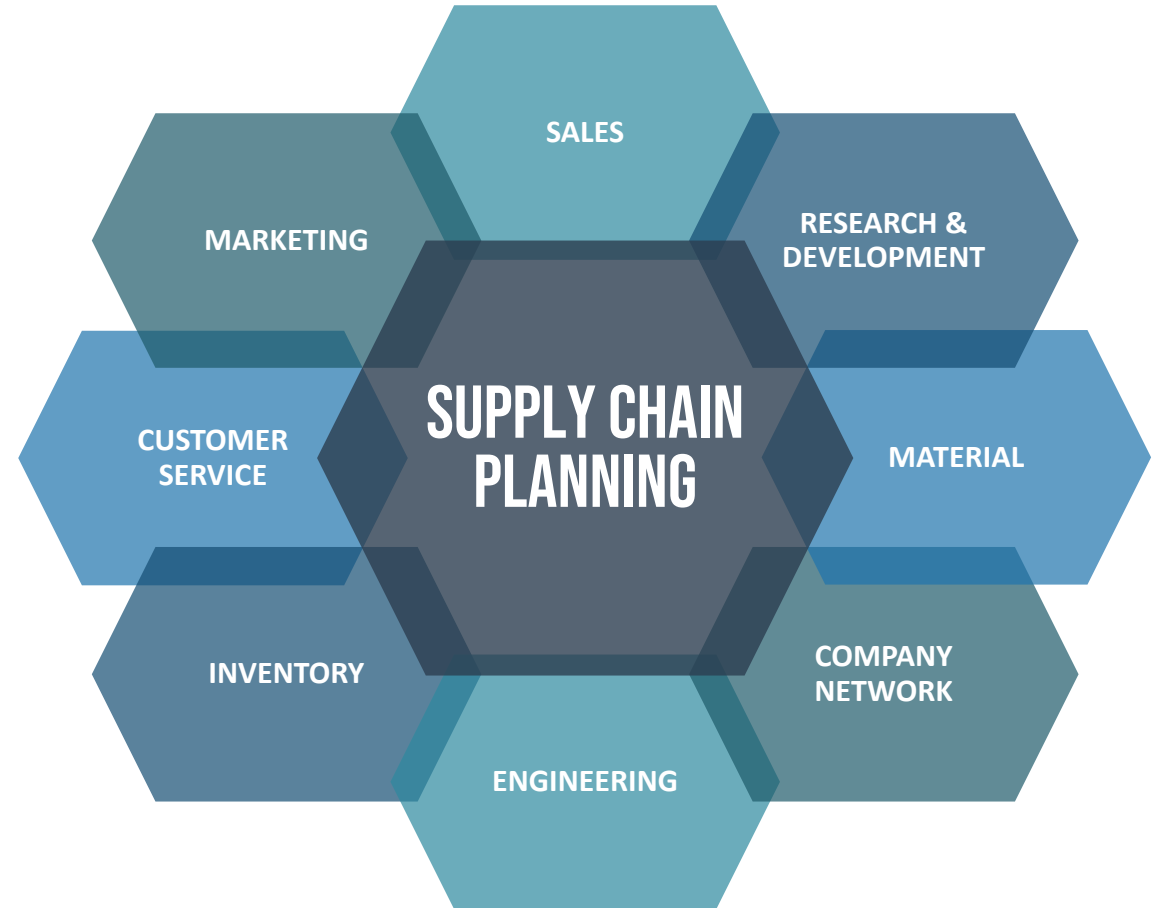 SALES
MARKETING
RESEARCH &
DEVELOPMENT
SUPPLY CHAIN
PLANNING
CUSTOMER
SERVICE
MATERIAL
INVENTORY
COMPANY
NETWORK
ENGINEERING